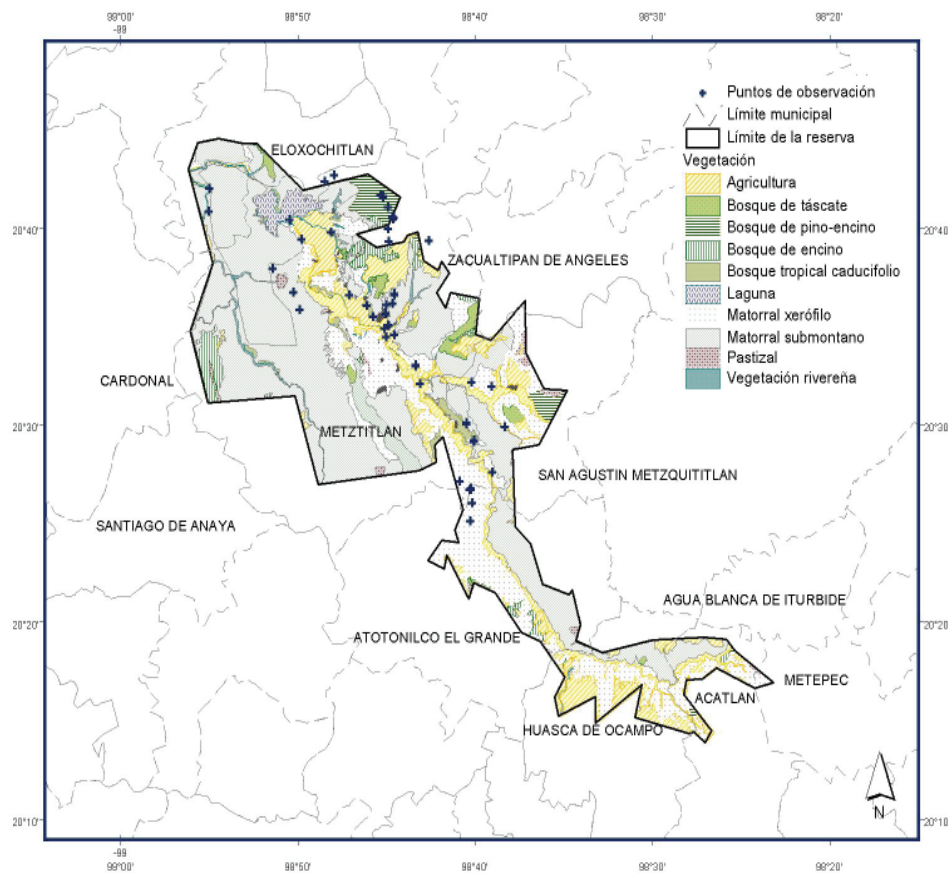 99°00' 98°50' 98°40' 98°30' 98°20'
-99
Puntos de observación
Límite municipal
Límite de la reserva
Vegetación
Agricultura
Bosque de táscate
Bosque de pino-encino
Bosque de encino
Bosque tropical caducifolio
Laguna
Matorral xerófilo
Matorral submontano
Pastizal
Vegetación rivereña
ELOXOCHITLAN
20°40' 20°40'
ZACUALTIPAN DE ANGELES
CARDONAL
METZTITLAN
20°30' 20°30'
SAN AGUSTIN METZQUITITLAN
SANTIAGO DE ANAYA
AGUA BLANCA DE ITURBIDE
20°20' 20°20'
ATOTONILCO EL GRANDE
METEPEC
ACATLAN
HUASCA DE OCAMPO
N
20°10' 20°10'
-99
99°00' 98°50' 98°40' 98°30' 98°20'